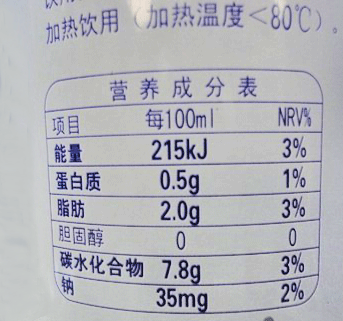 加热饮用（加热温度＜80℃）。
营养成分表
项目 每100ml NRV%
能量 215kJ 3%
蛋白质 0.5g 1%
脂肪 2.0g 3%
胆固醇 0 0
碳水化合物 7.8g 3%
钠 35mg 2%